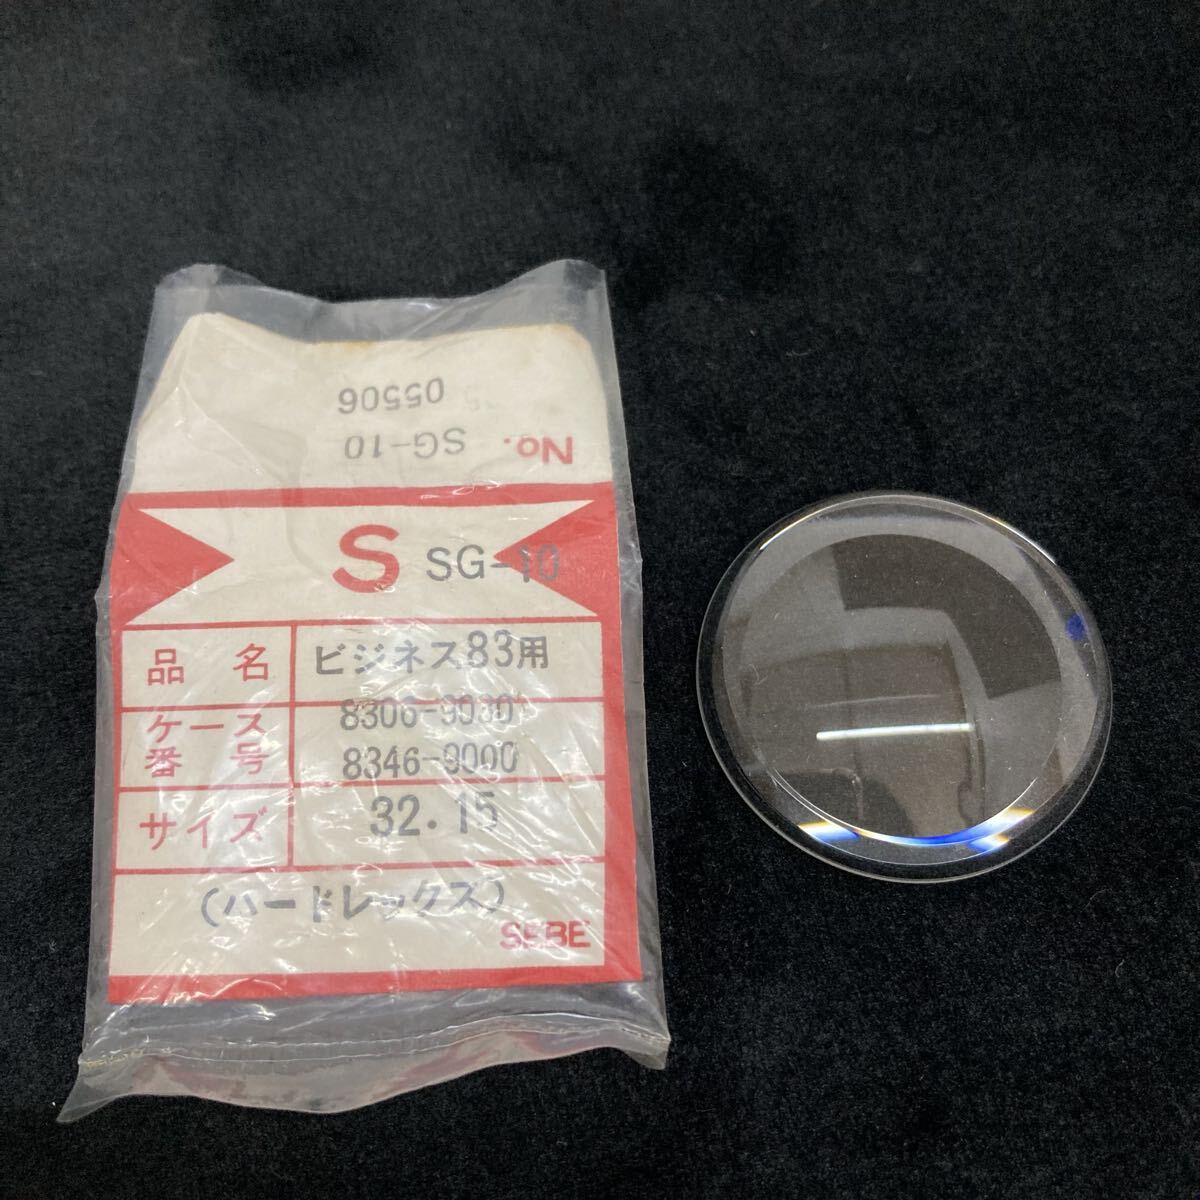 05506
No. SG-10
S SG-10
品名 ビジネス83用
ケース番号 8306-9030
8346-9000
サイズ 32.15
(ハードレックス)
SEBE